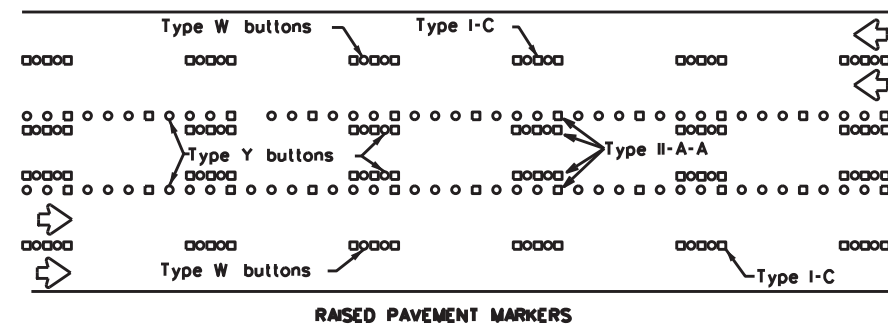 Type W buttons Type I-C
Type Y buttons Type II-A-A
Type W buttons Type I-C
RAISED PAVEMENT MARKERS